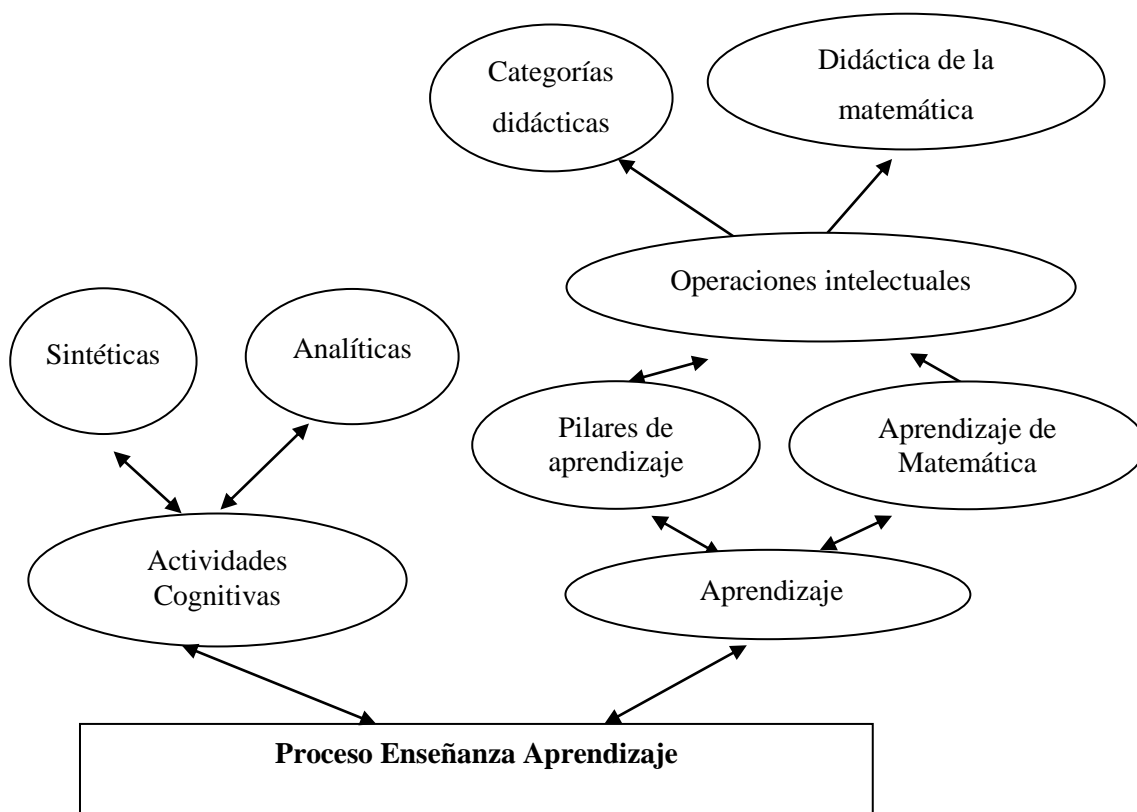 Categorías
didácticas
Didáctica de la
matemática
Operaciones intelectuales
Sintéticas
Analíticas
Pilares de
aprendizaje
Aprendizaje de
Matemática
Actividades
Cognitivas
Aprendizaje
Proceso Enseñanza Aprendizaje